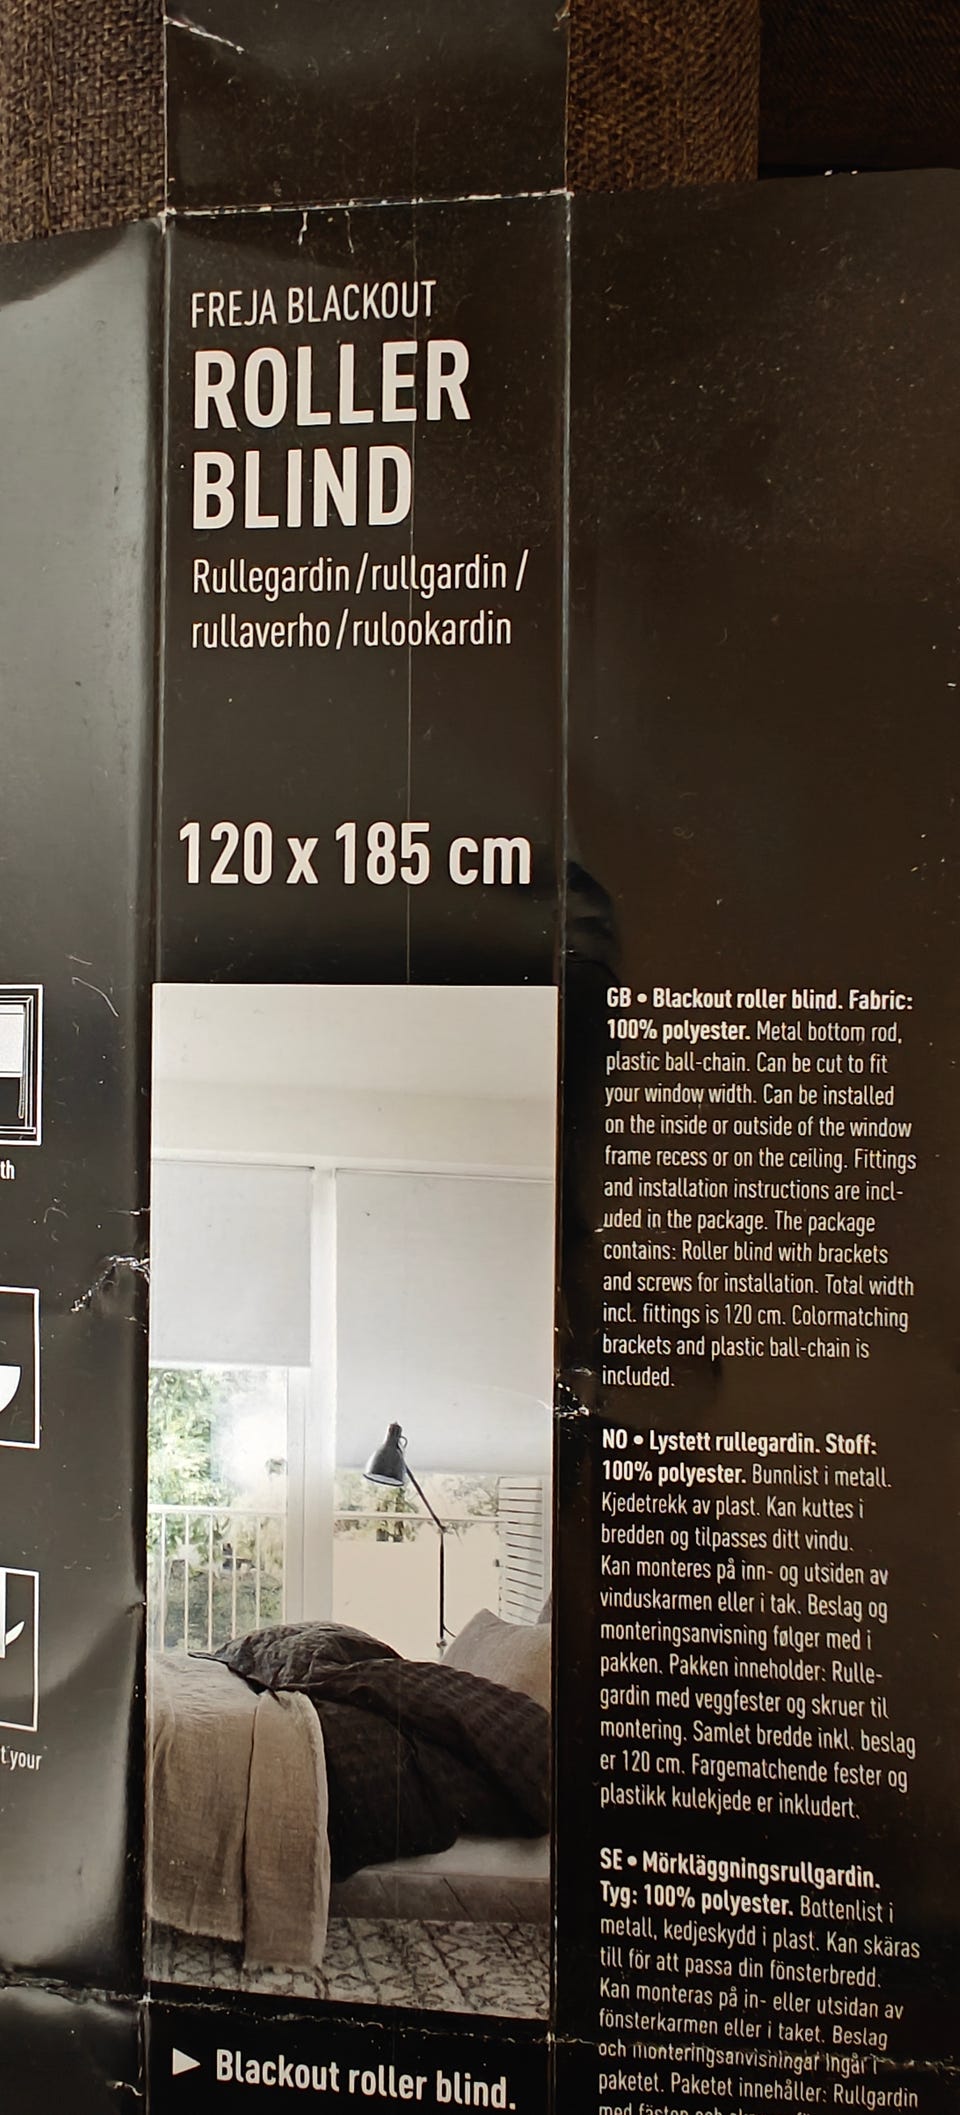 FREJA BLACKOUT
ROLLER
BLIND
Rullegardin / rullgardin /
rullaverho / rulookardin
120 x 185 cm
th
t your
Blackout roller blind.
GB • Blackout roller blind. Fabric:
100% polyester. Metal bottom rod,
plastic ball-chain. Can be cut to fit
your window width. Can be installed
on the inside or outside of the window
frame recess or on the ceiling. Fittings
and installation instructions are incl-
uded in the package. The package
contains: Roller blind with brackets
and screws for installation. Total width
incl. fittings is 120 cm. Colormatching
brackets and plastic ball-chain is
included.
NO • Lystett rullegardin. Stoff:
100% polyester. Bunnlist i metall.
Kjedetrekk av plast. Kan kuttes i
bredden og tilpasses ditt vindu.
Kan monteres på inn- og utsiden av
vinduskarmen eller i tak. Beslag og
monteringsanvisning følger med i
pakken. Pakken inneholder: Rulle-
gardin med veggfester og skruer til
montering. Samlet bredde inkl. beslag
er 120 cm. Fargematchende fester og
plastikk kulekjede er inkludert.
SE • Mörkläggningsrullgardin.
Tyg: 100% polyester. Bottenlist i
metall, kedjeskydd i plast. Kan skäras
till för att passa din fönsterbredd.
Kan monteras på in- eller utsidan av
fönsterkarmen eller i taket. Beslag
och monteringsanvisningar ingår i
paketet. Paketet innehåller: Rullgardin
med fästen och